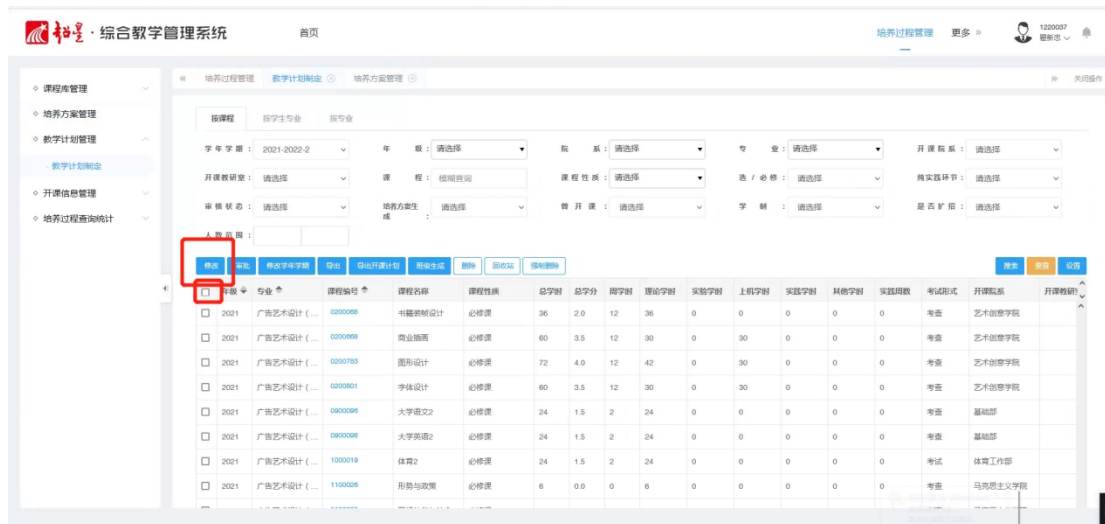 · 综合教学管理系统 首页 培养过程管理 更多 » 1220037
瞿新忠
课程库管理
培养方案管理
教学计划管理
教学计划制定
开课信息管理
培养过程查询统计
培养过程管理 教学计划制定 培养方案管理 关闭操作
按课程 按学生专业 按专业
学年学期: 2021-2022-2 年 级: 请选择 院 系: 请选择 专 业: 请选择 开课院系: 请选择
开课教研室: 请选择 课 程: 模糊查询 课程性质: 请选择 选/必修: 请选择 纯实践环节: 请选择
审核状态: 请选择 培养方案生成: 请选择 曾开课: 请选择 学 制: 请选择 是否扩招: 请选择
人数范围:
修改 审批 修改学年学期 导出 导出开课计划 班级生成 删除 回收站 强制删除 搜索 重置 设置
年级 专业 课程编号 课程名称 课程性质 总学时 总学分 周学时 理论学时 实验学时 上机学时 实践学时 其他学时 实践周数 考试形式 开课院系 开课教研
2021 广告艺术设计(... 0200066 书籍装帧设计 必修课 36 2.0 12 36 0 0 0 0 0 考查 艺术创意学院
2021 广告艺术设计(... 0200668 商业插画 必修课 60 3.5 12 30 0 30 0 0 0 考查 艺术创意学院
2021 广告艺术设计(... 0200783 图形设计 必修课 72 4.0 12 42 0 30 0 0 0 考查 艺术创意学院
2021 广告艺术设计(... 0200801 字体设计 必修课 60 3.5 12 30 0 30 0 0 0 考查 艺术创意学院
2021 广告艺术设计(... 0900096 大学语文2 必修课 24 1.5 2 24 0 0 0 0 0 考查 基础部
2021 广告艺术设计(... 0900098 大学英语2 必修课 24 1.5 2 24 0 0 0 0 0 考查 基础部
2021 广告艺术设计(... 1000019 体育2 必修课 24 1.5 2 24 0 0 0 0 0 考试 体育工作部
2021 广告艺术设计(... 1100026 形势与政策 必修课 6 0.0 0 6 0 0 0 0 0 考查 马克思主义学院